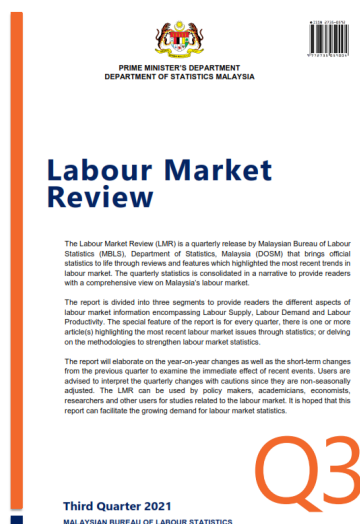 PRIME MINISTER'S DEPARTMENT
DEPARTMENT OF STATISTICS MALAYSIA
Labour Market
Review
The Labour Market Review (LMR) is a quarterly release by Malaysian Bureau of Labour
Statistics (MBLS), Department of Statistics, Malaysia (DOSM) that brings official
statistics to life through reviews and features which highlighted the most recent trends in
labour market. The quarterly statistics is consolidated in a narrative to provide readers
with a comprehensive view on Malaysia's labour market.
The report is divided into three segments to provide readers the different aspects of
labour market information encompassing Labour Supply, Labour Demand and Labour
Productivity. The special feature of the report is for every quarter, there is one or more
article(s) highlighting the most recent labour market issues through statistics; or delving
on the methodologies to strengthen labour market statistics.
The report will elaborate on the year-on-year changes as well as the short-term changes
from the previous quarter to examine the immediate effect of recent events. Users are
advised to interpret the quarterly changes with cautions since they are non-seasonally
adjusted. The LMR can be used by policy makers, academicians, economists,
researchers and other users for studies related to the labour market. It is hoped that this
report can facilitate the growing demand for labour market statistics.
Q3
Third Quarter 2021
MALAYSIAN BUREAU OF LABOUR STATISTICS